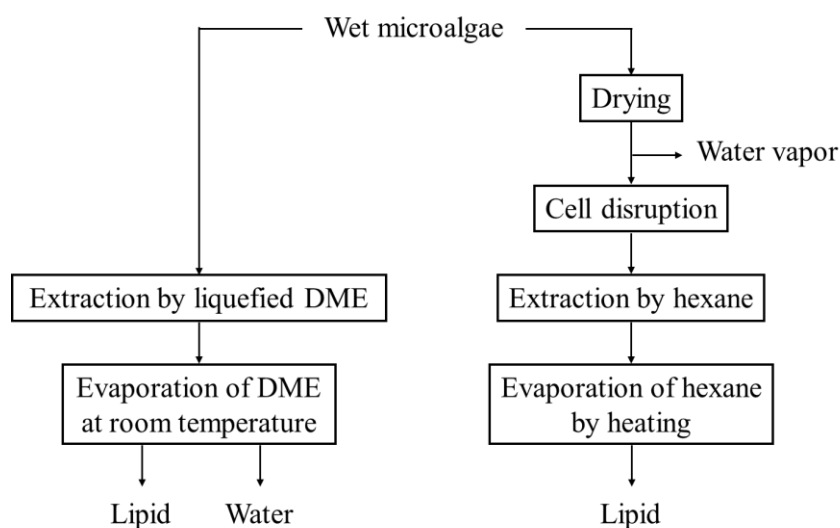 Wet microalgae
Drying
Water vapor
Cell disruption
Extraction by liquefied DME
Extraction by hexane
Evaporation of DME
at room temperature
Evaporation of hexane
by heating
Lipid
Water
Lipid